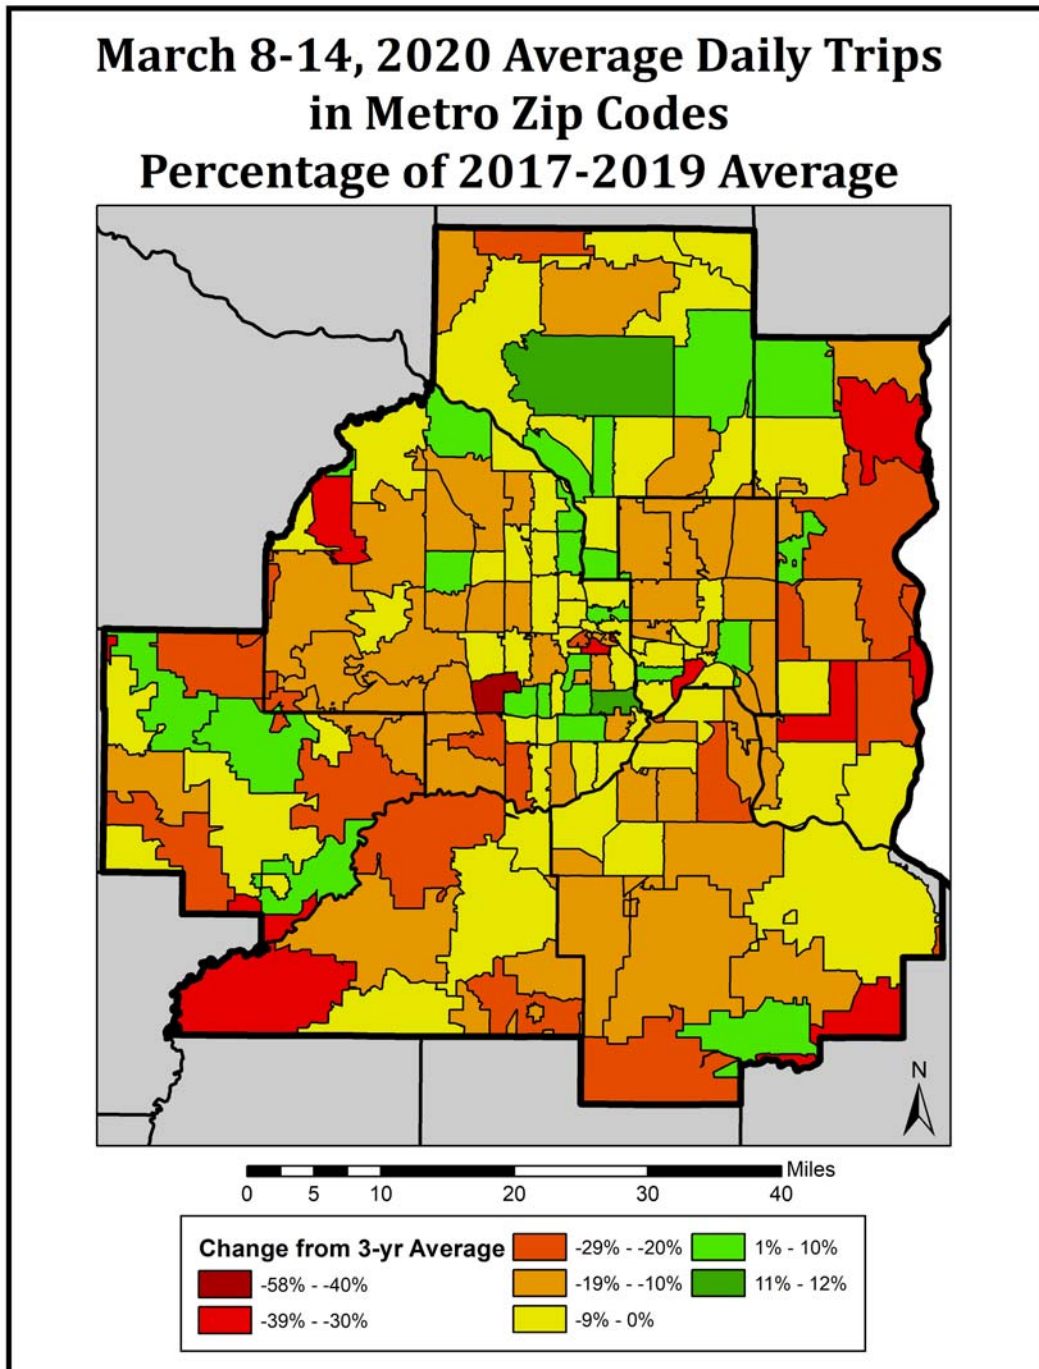 March 8-14, 2020 Average Daily Trips
in Metro Zip Codes
Percentage of 2017-2019 Average
N
Miles
0 5 10 20 30 40
Change from 3-yr Average
-58% - -40%
-39% - -30%
-29% - -20%
-19% - -10%
-9% - 0%
1% - 10%
11% - 12%